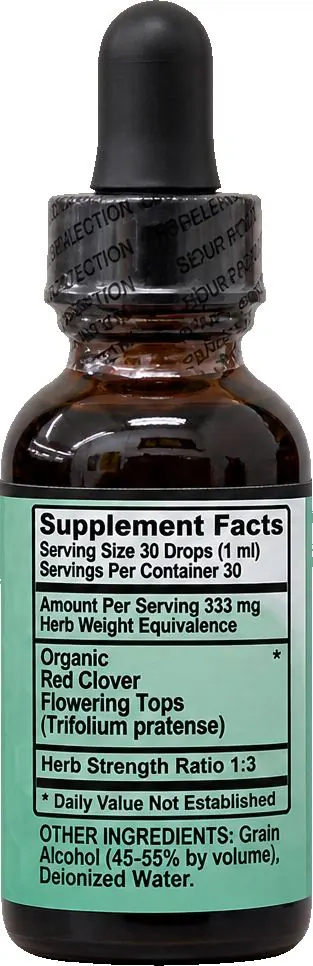 Supplement Facts
Serving Size 30 Drops (1 ml)
Servings Per Container 30
Amount Per Serving 333 mg
Herb Weight Equivalence
Organic *
Red Clover
Flowering Tops
(Trifolium pratense)
Herb Strength Ratio 1:3
* Daily Value Not Established
OTHER INGREDIENTS: Grain
Alcohol (45-55% by volume),
Deionized Water.